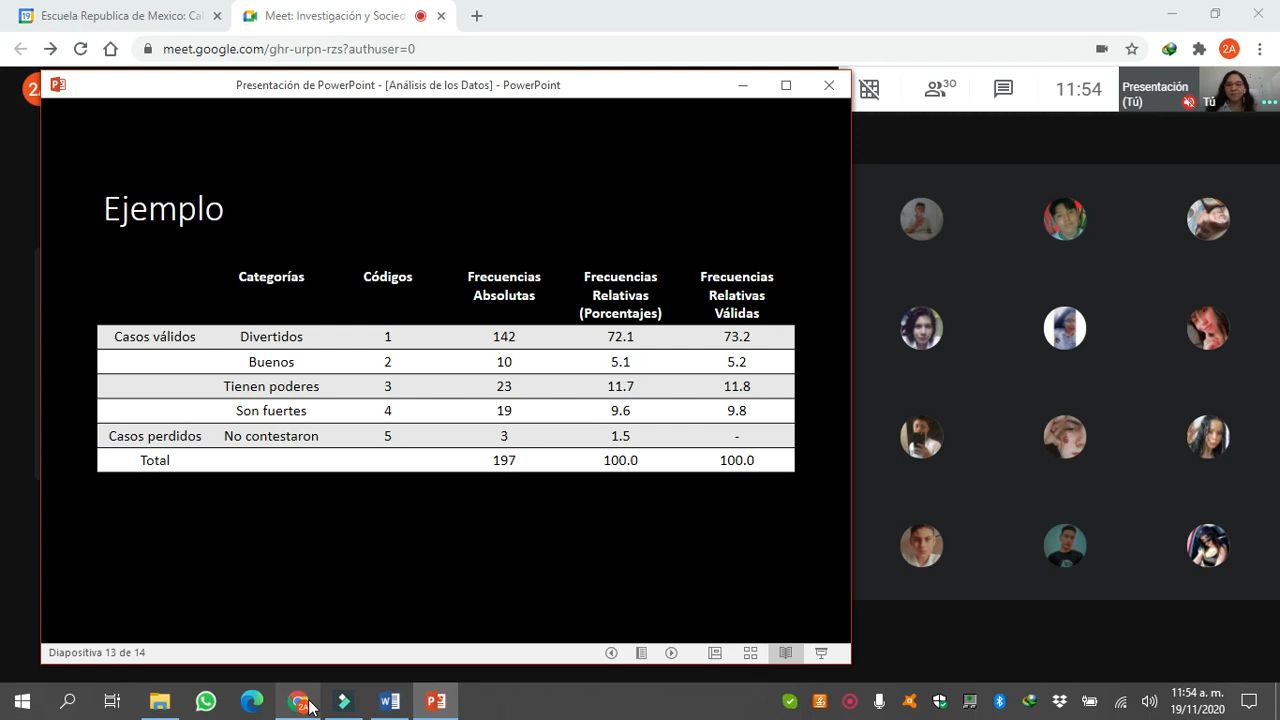 Escuela Republica de Mexico: Cal
Meet: Investigación y Socied
meet.google.com/ghr-urpn-rzs?authuser=0
2A
Presentación de PowerPoint - [Análisis de los Datos] - PowerPoint
30
11:54
Presentación
(Tú)
Tú
Ejemplo
Categorías Códigos Frecuencias Absolutas Frecuencias Relativas (Porcentajes) Frecuencias Relativas Válidas
Casos válidos Divertidos 1 142 72.1 73.2
Buenos 2 10 5.1 5.2
Tienen poderes 3 23 11.7 11.8
Son fuertes 4 19 9.6 9.8
Casos perdidos No contestaron 5 3 1.5 -
Total 197 100.0 100.0
Diapositiva 13 de 14
11:54 a. m.
19/11/2020